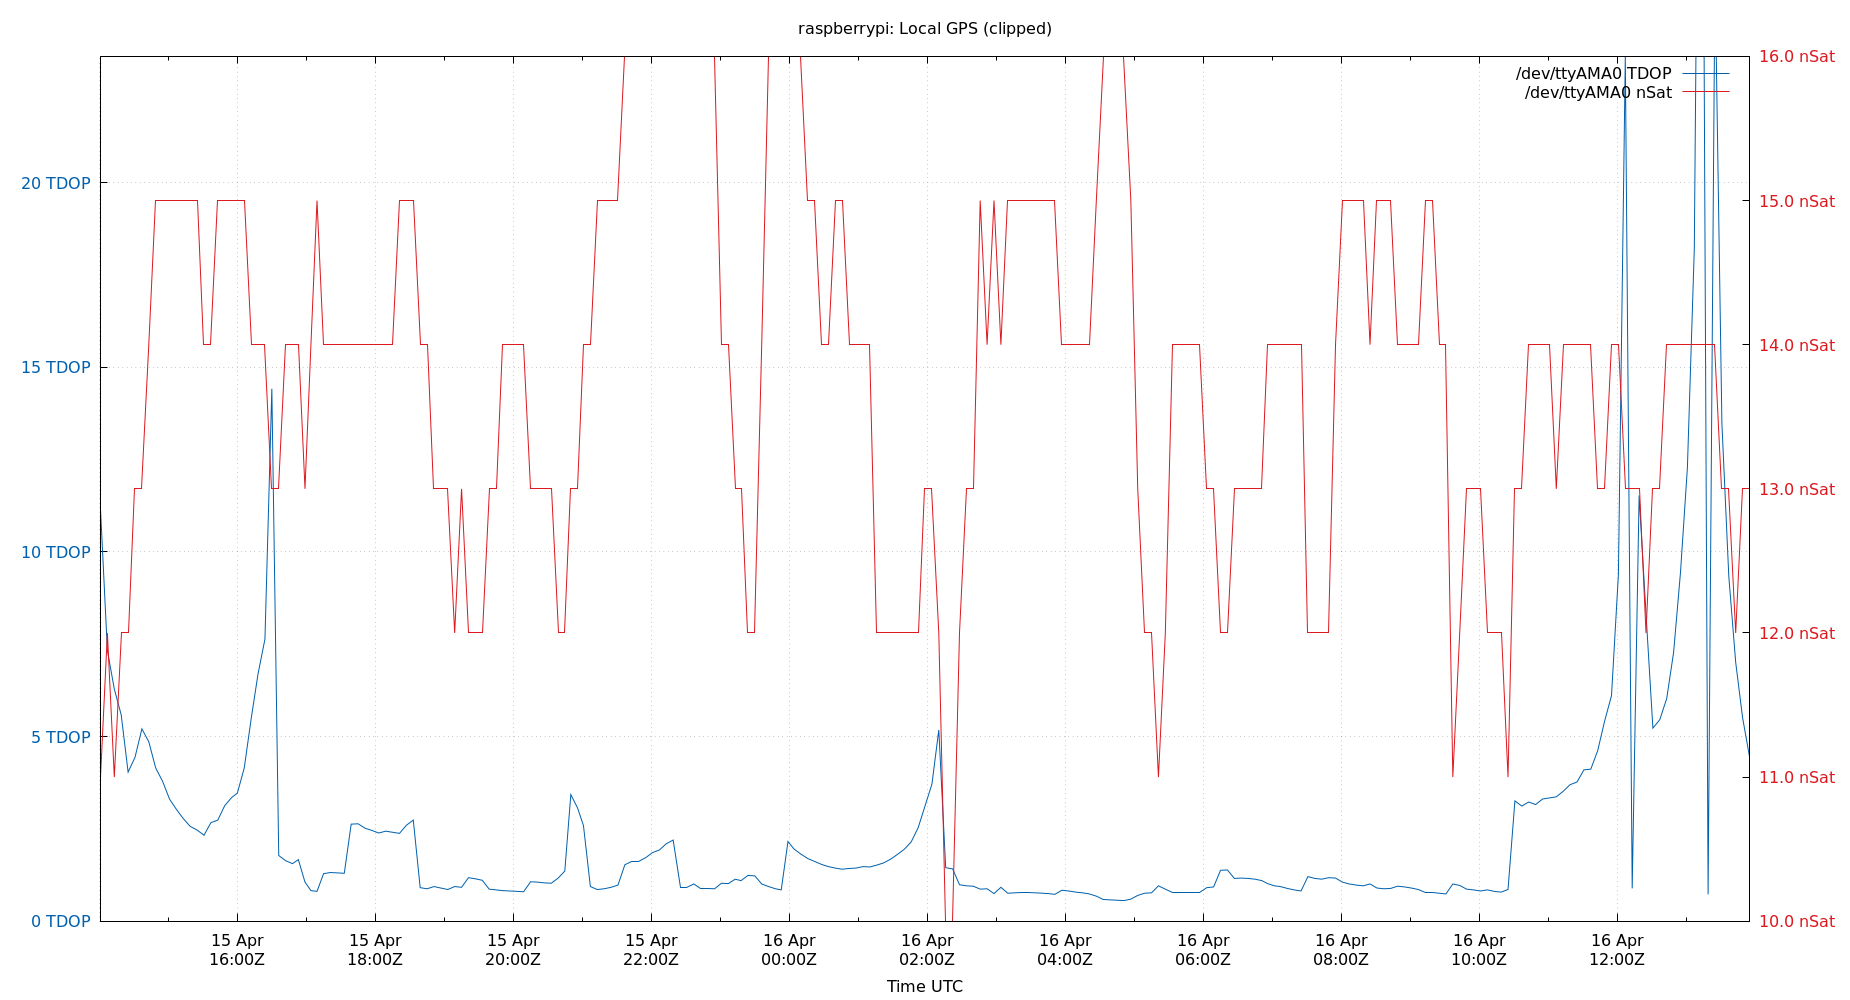 raspberrypi: Local GPS (clipped)
/dev/ttyAMA0 TDOP
/dev/ttyAMA0 nSat
20 TDOP
15 TDOP
10 TDOP
5 TDOP
0 TDOP
16.0 nSat
15.0 nSat
14.0 nSat
13.0 nSat
12.0 nSat
11.0 nSat
10.0 nSat
15 Apr
16:00Z
15 Apr
18:00Z
15 Apr
20:00Z
15 Apr
22:00Z
16 Apr
00:00Z
16 Apr
02:00Z
16 Apr
04:00Z
16 Apr
06:00Z
16 Apr
08:00Z
16 Apr
10:00Z
16 Apr
12:00Z
Time UTC